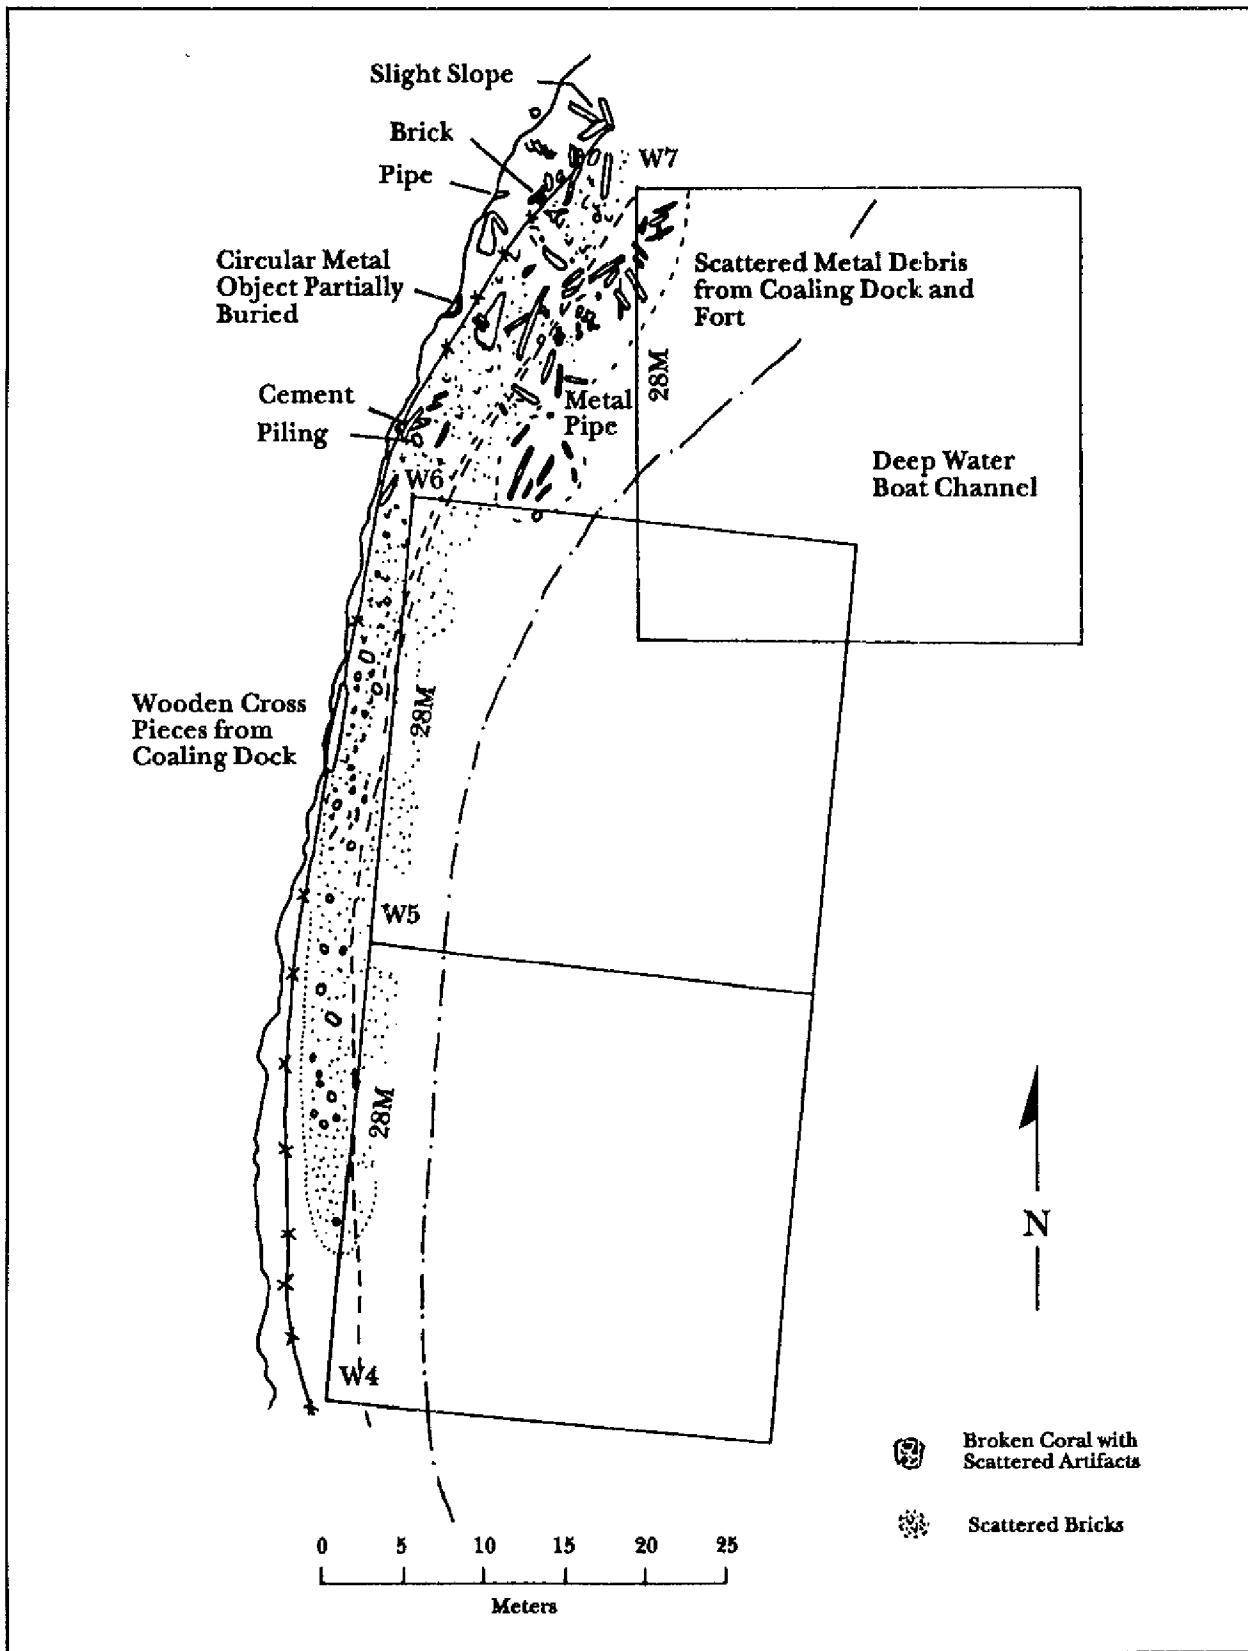 Slight Slope
Brick
W7
Pipe
Circular Metal
Object Partially
Buried
Scattered Metal Debris
from Coaling Dock and
Fort
28M
Cement
Metal
Pipe
Piling
Deep Water
Boat Channel
W6
28M
Wooden Cross
Pieces from
Coaling Dock
W5
28M
N
W4
Broken Coral with
Scattered Artifacts
Scattered Bricks
0 5 10 15 20 25
Meters